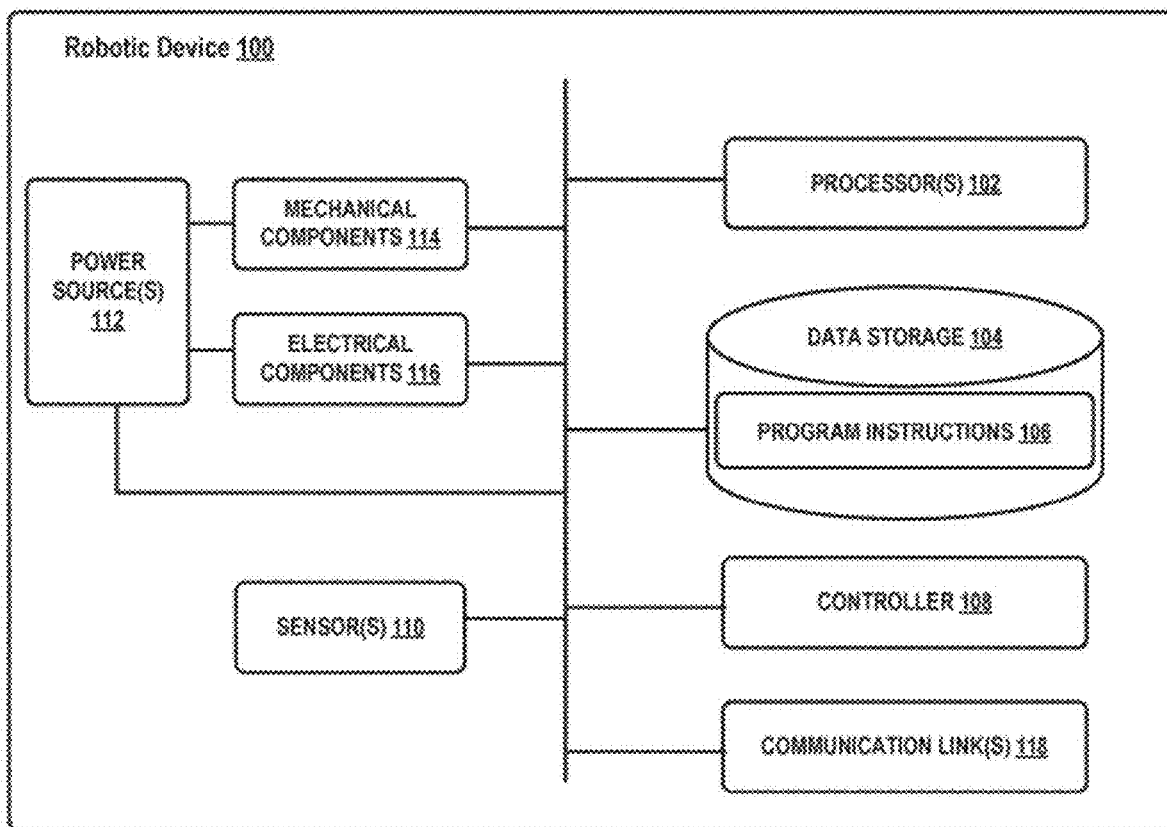 Robotic Device 100
POWER
SOURCE(S)
112
MECHANICAL
COMPONENTS 114
ELECTRICAL
COMPONENTS 116
SENSOR(S) 110
PROCESSOR(S) 102
DATA STORAGE 104
PROGRAM INSTRUCTIONS 106
CONTROLLER 108
COMMUNICATION LINK(S) 118